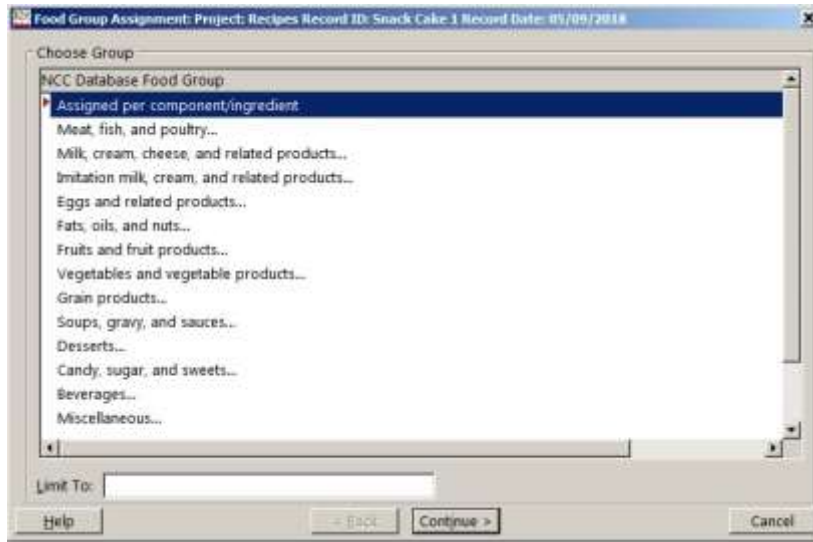 Food Group Assignment: Project: Recipes Record ID: Snack Cake 1 Record Date: 05/09/2018
Choose Group
NCC Database Food Group
Assigned per component/ingredient
Meat, fish, and poultry...
Milk, cream, cheese, and related products...
Imitation milk, cream, and related products...
Eggs and related products...
Fats, oils, and nuts...
Fruits and fruit products...
Vegetables and vegetable products...
Grain products...
Soups, gravy, and sauces...
Desserts...
Candy, sugar, and sweets...
Beverages...
Miscellaneous...
Limit To:
Help < Back Continue > Cancel